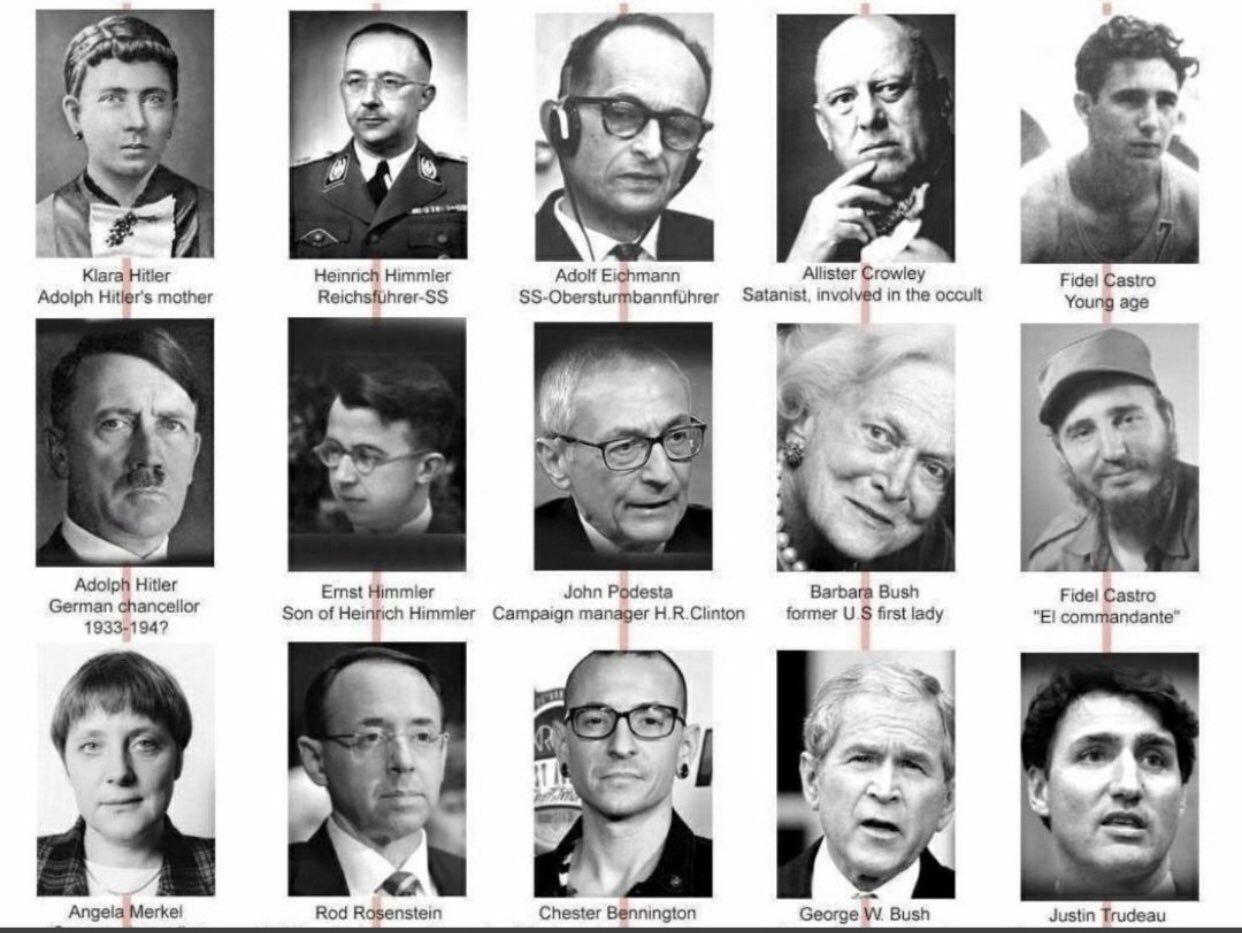 Klara Hitler
Adolph Hitler's mother
Heinrich Himmler
Reichsführer-SS
Adolf Eichmann
SS-Obersturmbannführer
Allister Crowley
Satanist, involved in the occult
Fidel Castro
Young age
Adolph Hitler
German chancellor
1933-194?
Ernst Himmler
Son of Heinrich Himmler
John Podesta
Campaign manager H.R.Clinton
Barbara Bush
former U.S first lady
Fidel Castro
"El commandante"
Angela Merkel
Rod Rosenstein
Chester Bennington
George W. Bush
Justin Trudeau
7